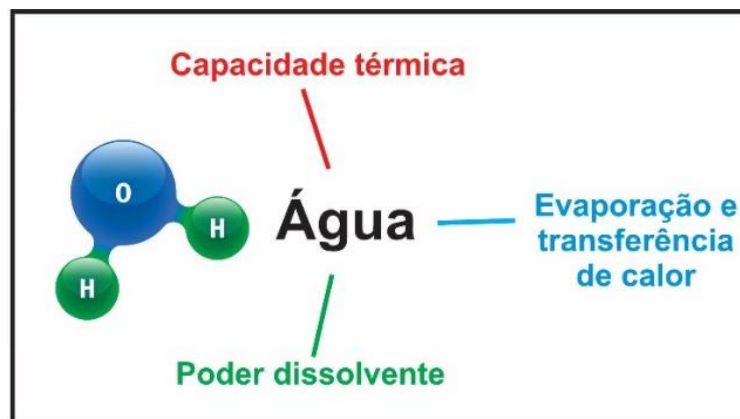 Capacidade térmica
O
H
H
Água
Evaporação e
transferência
de calor
Poder dissolvente